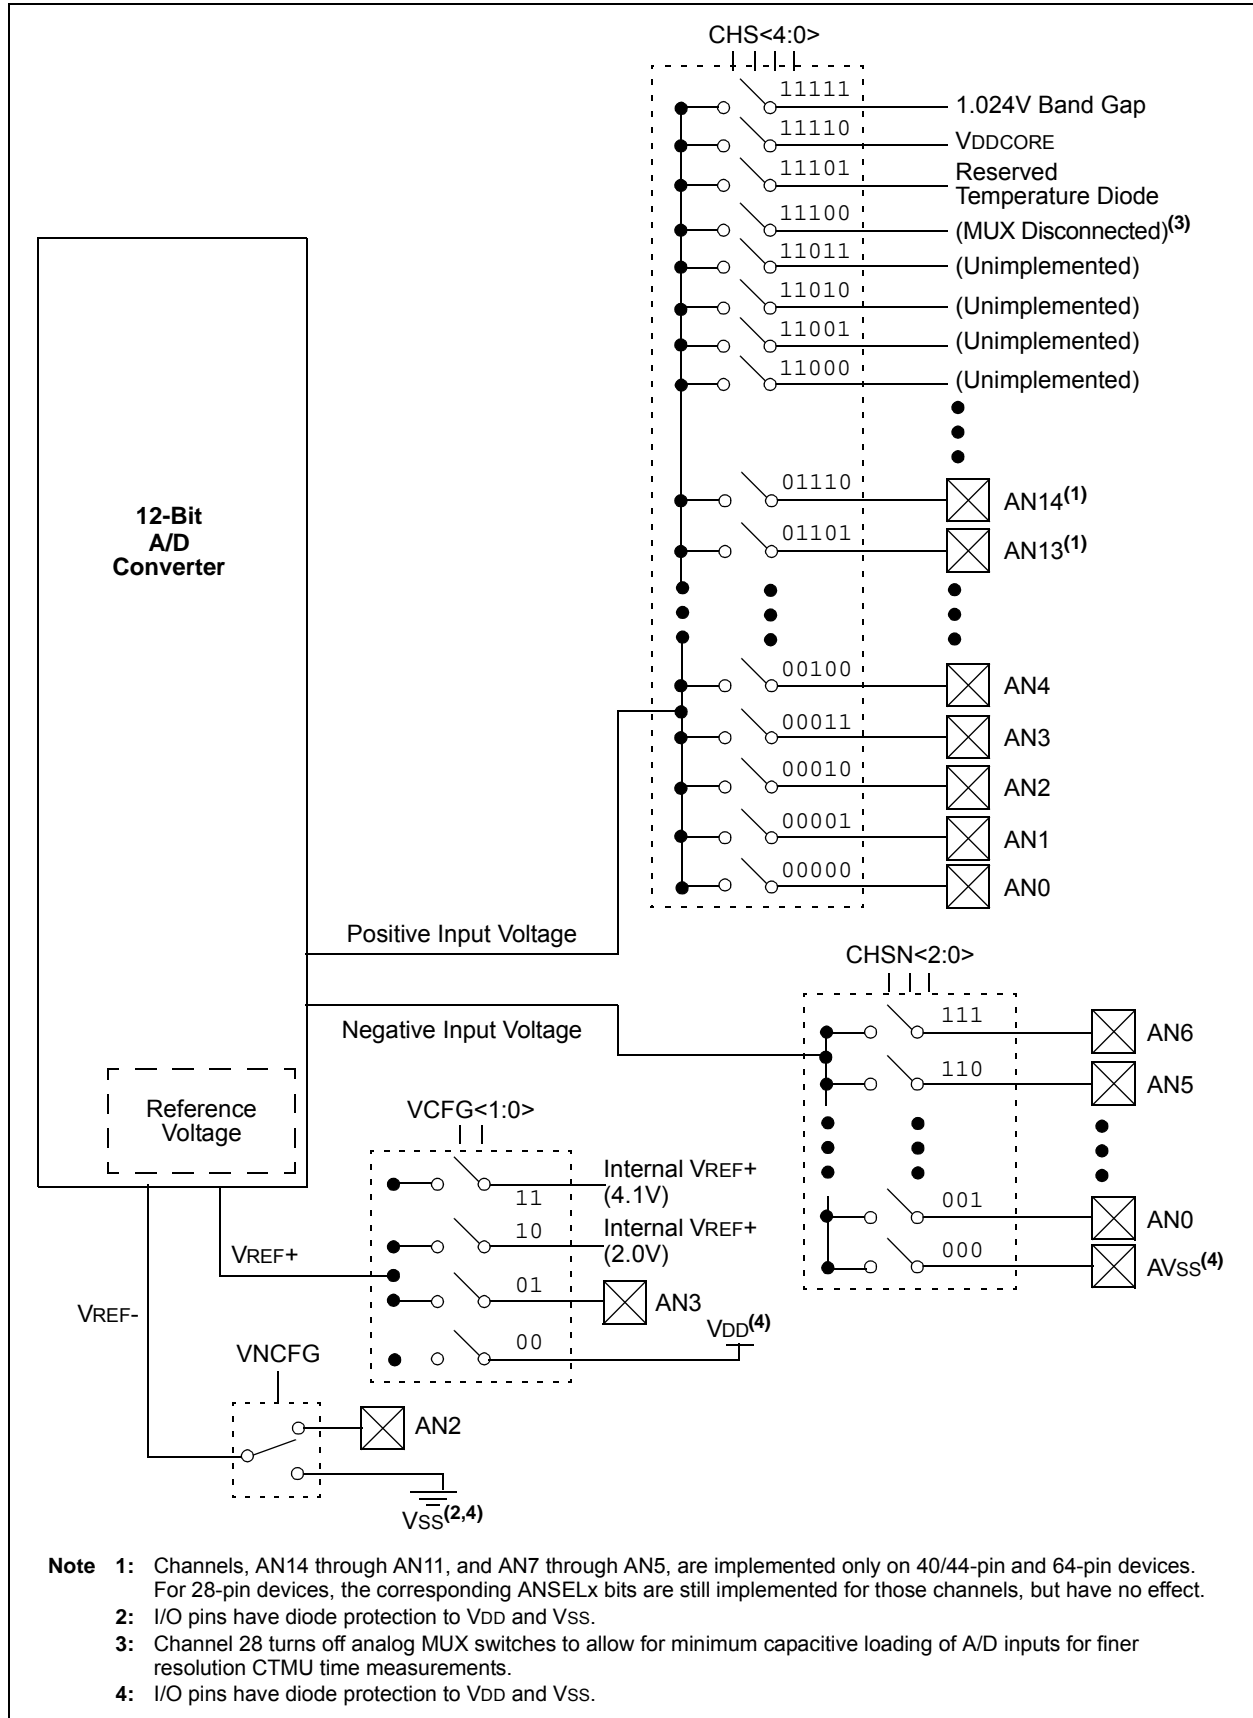 CHS<4:0>
11111
1.024V Band Gap
11110
VDDCORE
11101
Reserved
Temperature Diode
11100
(MUX Disconnected)(3)
11011
(Unimplemented)
11010
(Unimplemented)
11001
(Unimplemented)
11000
(Unimplemented)
01110
AN14(1)
01101
AN13(1)
12-Bit
A/D
Converter
00100
AN4
00011
AN3
00010
AN2
00001
AN1
00000
AN0
Positive Input Voltage
CHSN<2:0>
Negative Input Voltage
111
AN6
110
AN5
001
AN0
000
AVSS(4)
Reference
Voltage
VCFG<1:0>
11
Internal VREF+
(4.1V)
10
Internal VREF+
(2.0V)
VREF+
01
AN3
VREF-
00
VDD(4)
VNCFG
AN2
VSS(2,4)
Note 1: Channels, AN14 through AN11, and AN7 through AN5, are implemented only on 40/44-pin and 64-pin devices.
For 28-pin devices, the corresponding ANSELx bits are still implemented for those channels, but have no effect.
2: I/O pins have diode protection to VDD and VSS.
3: Channel 28 turns off analog MUX switches to allow for minimum capacitive loading of A/D inputs for finer
resolution CTMU time measurements.
4: I/O pins have diode protection to VDD and VSS.